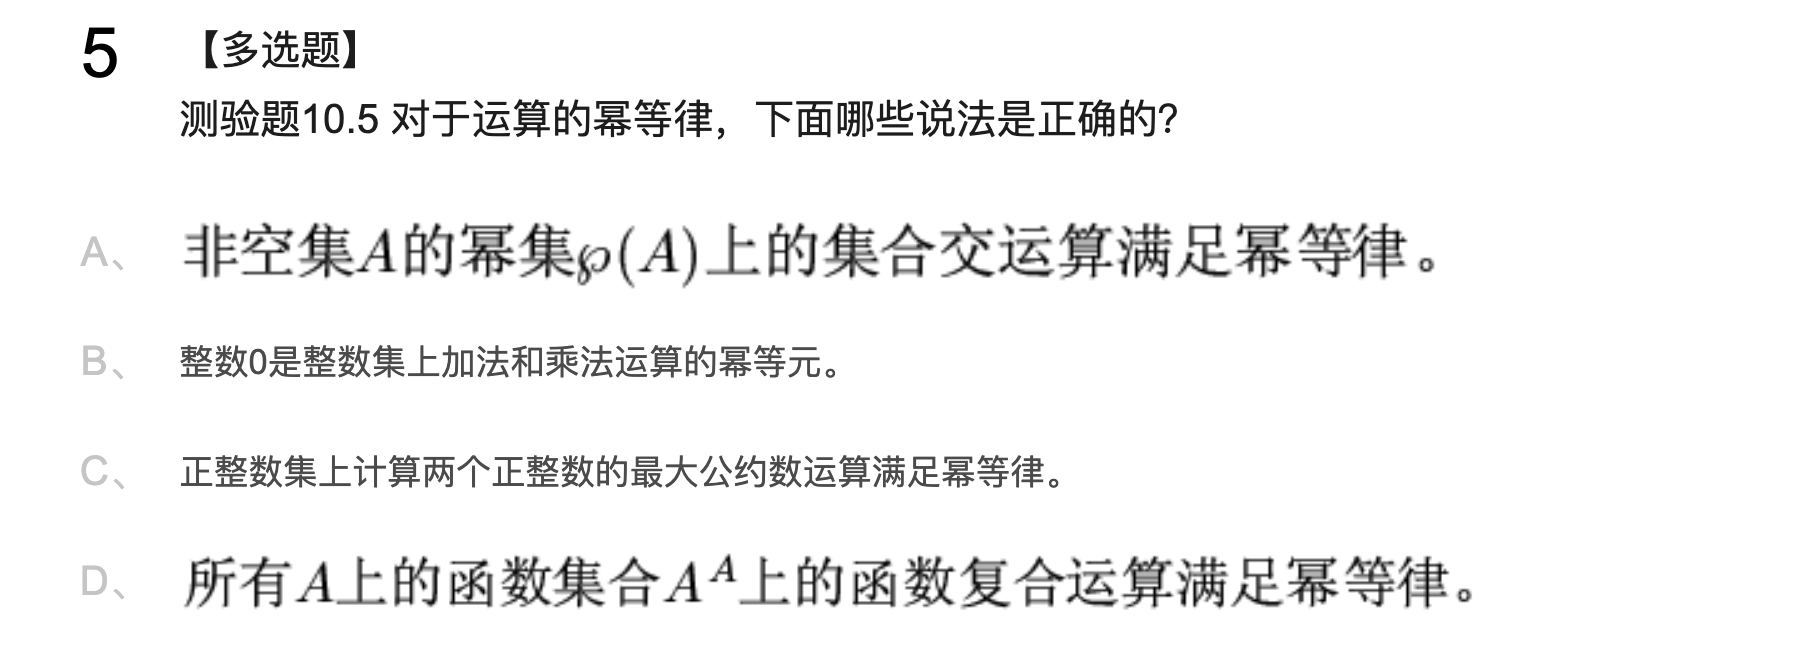 5 【多选题】
测验题10.5 对于运算的幂等律，下面哪些说法是正确的?
A、 非空集A的幂集℘(A)上的集合交运算满足幂等律。
B、 整数0是整数集上加法和乘法运算的幂等元。
C、 正整数集上计算两个正整数的最大公约数运算满足幂等律。
D、 所有A上的函数集合A^A上的函数复合运算满足幂等律。